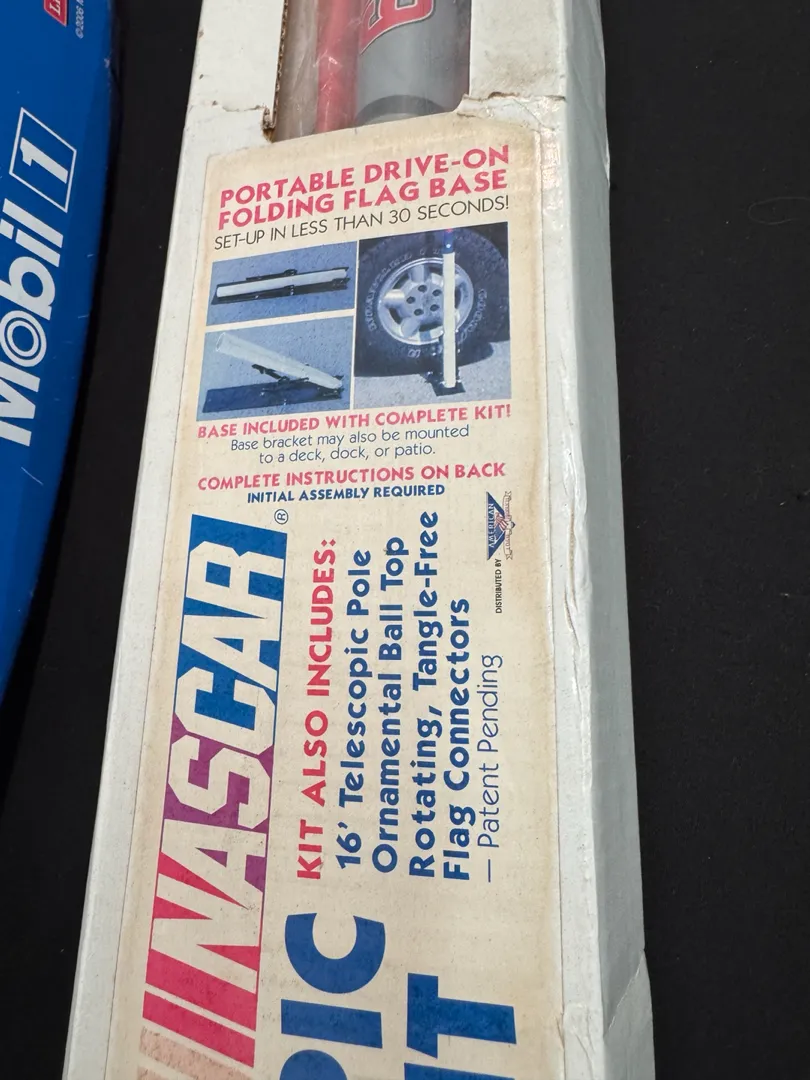 Mobil 1
PORTABLE DRIVE-ON
FOLDING FLAG BASE
SET-UP IN LESS THAN 30 SECONDS!
BASE INCLUDED WITH COMPLETE KIT!
Base bracket may also be mounted
to a deck, dock, or patio.
COMPLETE INSTRUCTIONS ON BACK
INITIAL ASSEMBLY REQUIRED
NASCAR®
KIT ALSO INCLUDES:
16' Telescopic Pole
Ornamental Ball Top
Rotating, Tangle-Free
Flag Connectors
– Patent Pending
DISTRIBUTED BY
AMERICAN
PIC
IT